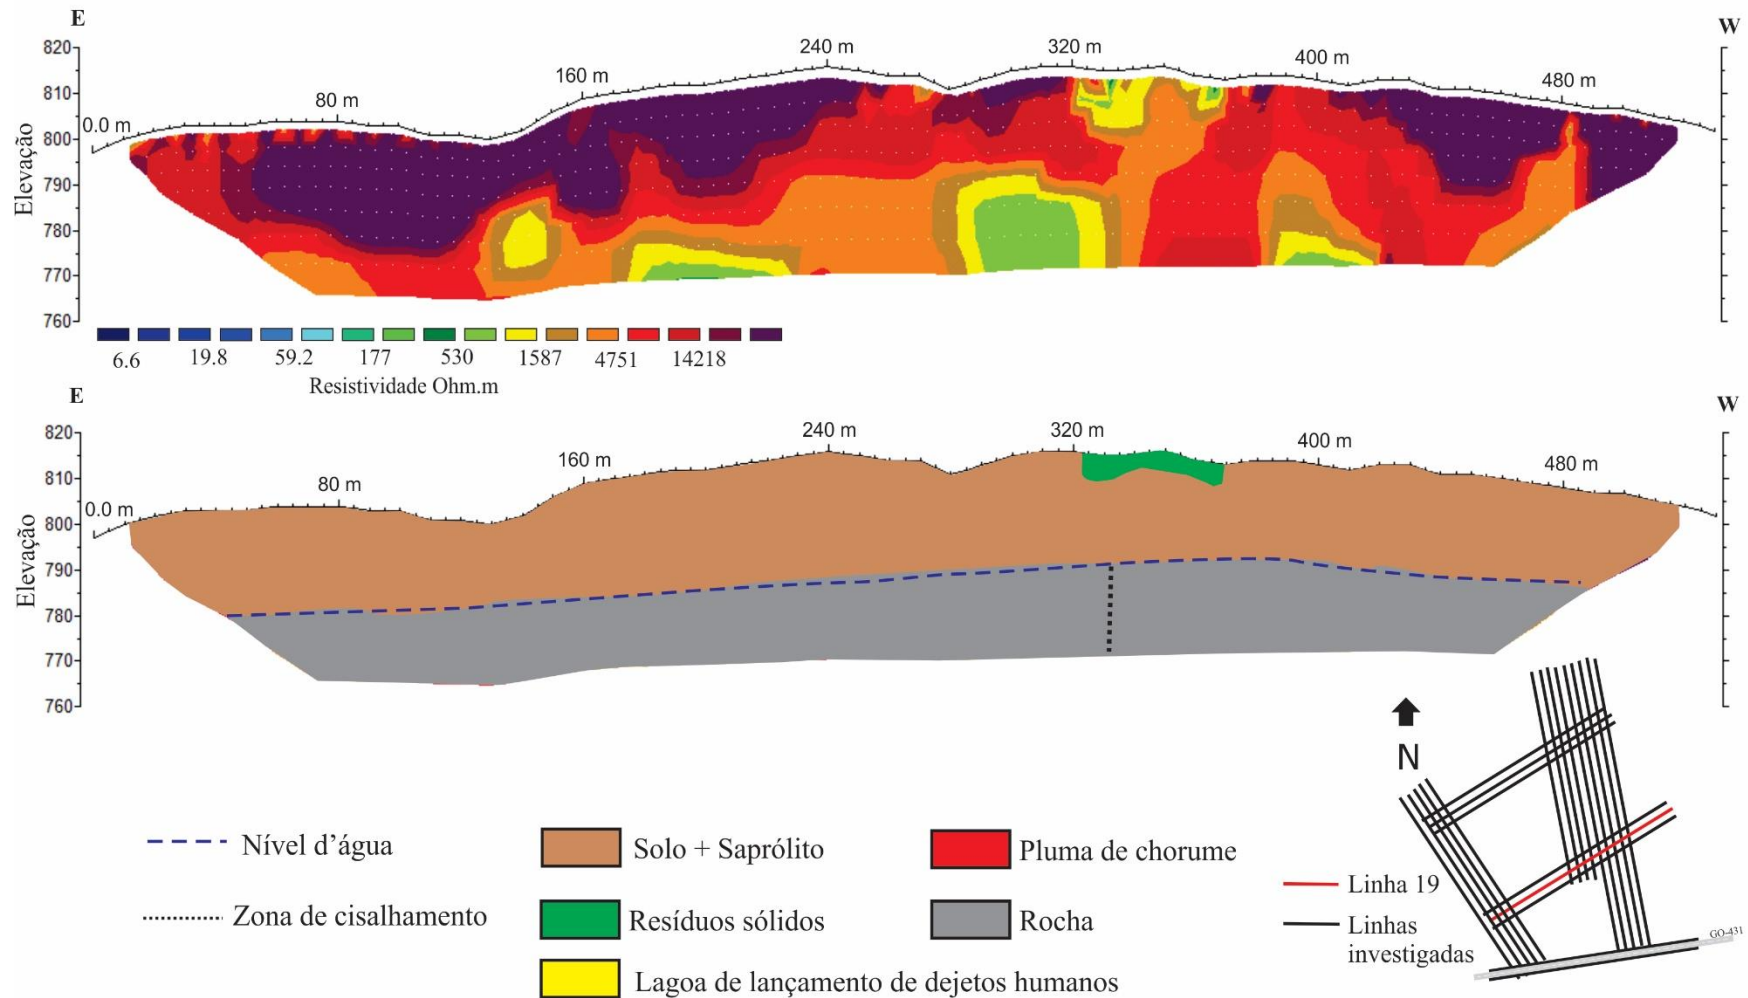 E
W
820
810
800
790
780
770
760
Elevação
0.0 m
80 m
160 m
240 m
320 m
400 m
480 m
6.6
19.8
59.2
177
530
1587
4751
14218
Resistividade Ohm.m
E
W
820
810
800
790
780
770
760
Elevação
0.0 m
80 m
160 m
240 m
320 m
400 m
480 m
Nível d’água
Zona de cisalhamento
Solo + Saprólito
Resíduos sólidos
Lagoa de lançamento de dejetos humanos
Pluma de chorume
Rocha
N
Linha 19
Linhas
investigadas
GO-431